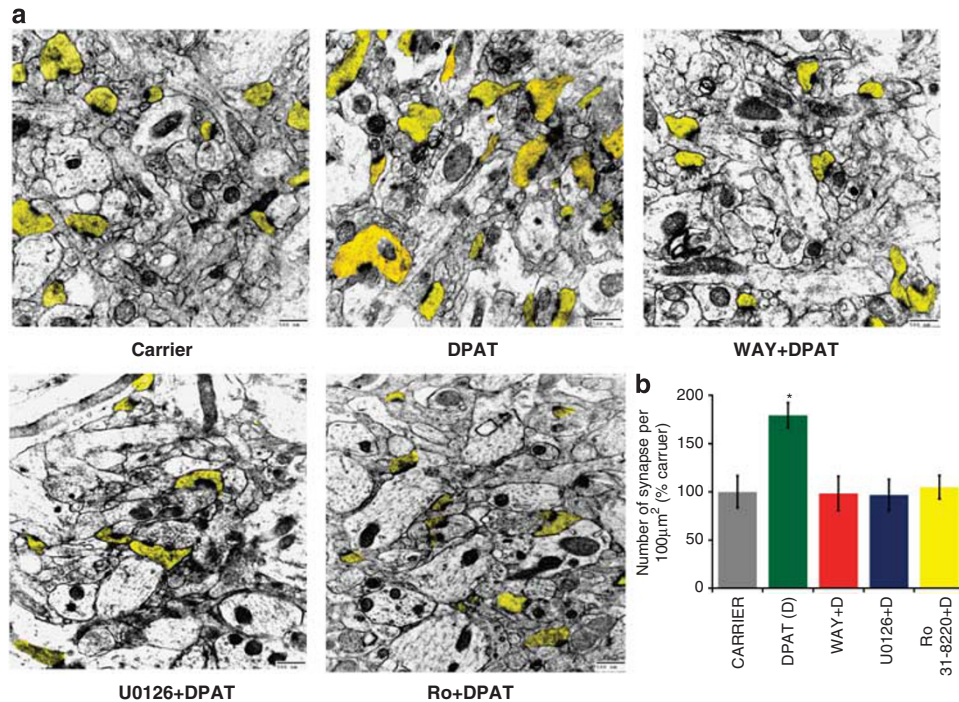 a
Carrier
DPAT
WAY+DPAT
U0126+DPAT
Ro+DPAT
b
Number of synapse per
100μm² (% carruer)
200
150
100
50
0
*
CARRIER
DPAT (D)
WAY+D
U0126+D
Ro
31-8220+D